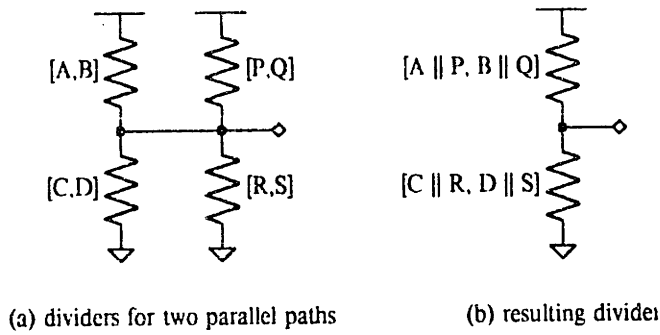 [A,B] [P,Q] [A || P, B || Q]
[C,D] [R,S] [C || R, D || S]
(a) dividers for two parallel paths (b) resulting divider